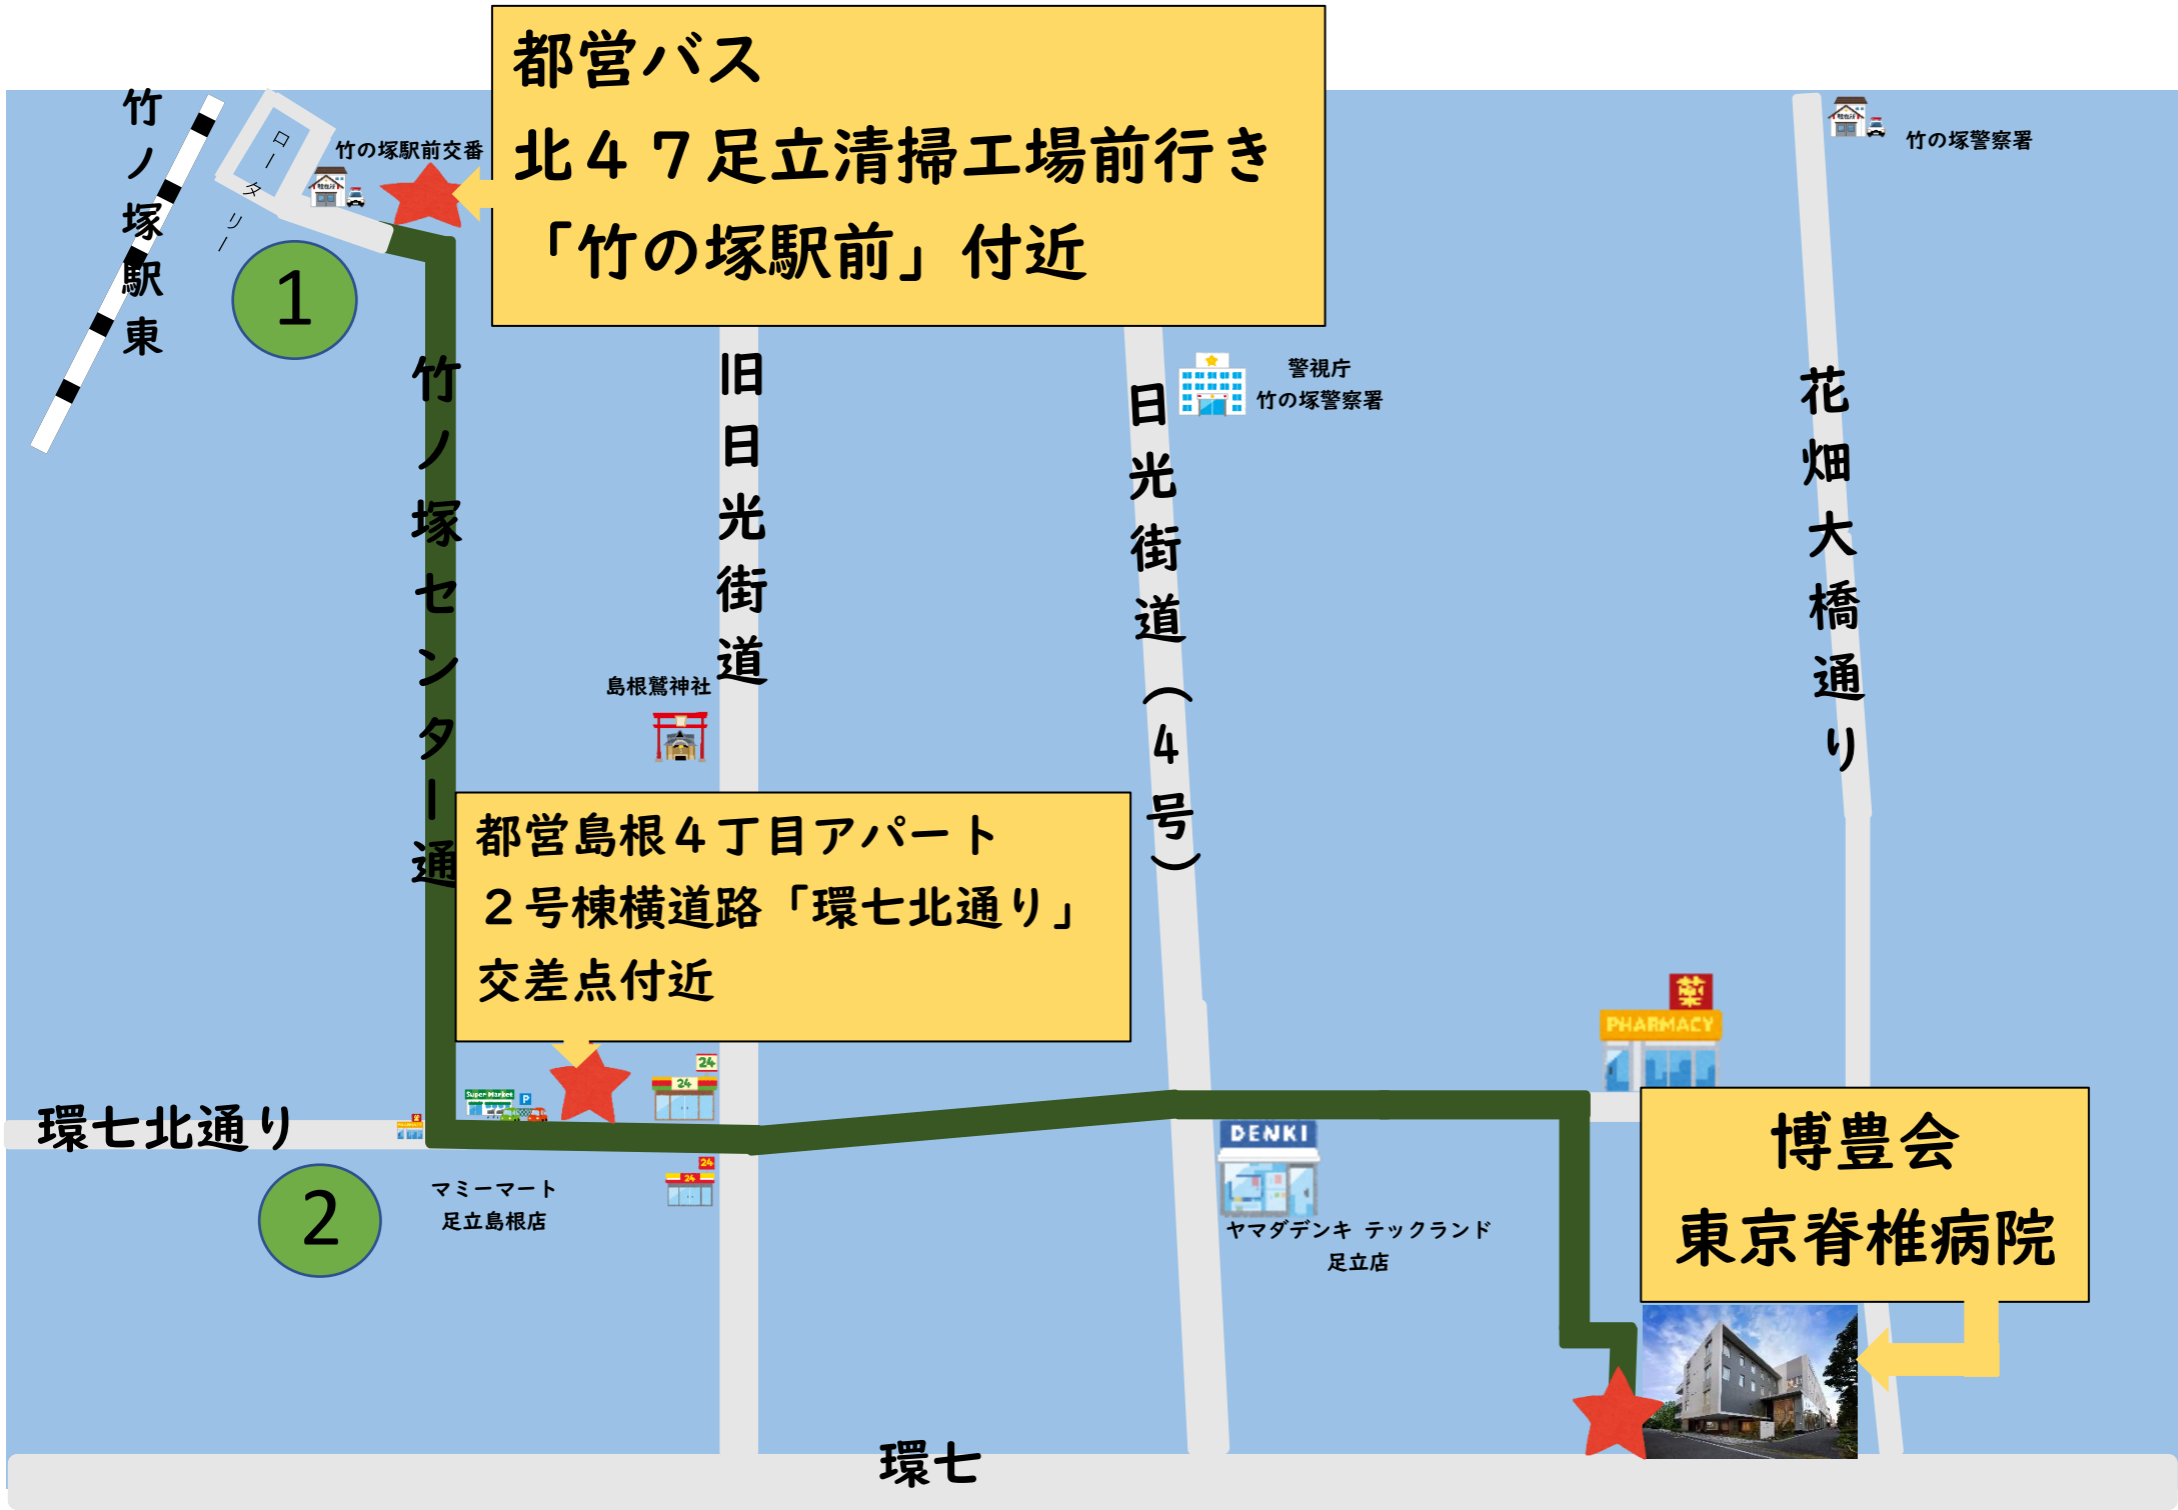 都営バス
北４７足立清掃工場前行き
「竹の塚駅前」付近
竹ノ塚駅東
ロータリー
竹の塚駅前交番
竹の塚警察署
1
竹ノ塚センター通
旧日光街道
日光街道（４号）
警視庁
竹の塚警察署
花畑大橋通り
島根鷲神社
都営島根４丁目アパート
２号棟横道路「環七北通り」
交差点付近
24
24
Super Market
P
薬
PHARMACY
環七北通り
2
マミーマート
足立島根店
24
24
DENKI
ヤマダデンキ テックランド
足立店
博豊会
東京脊椎病院
環七